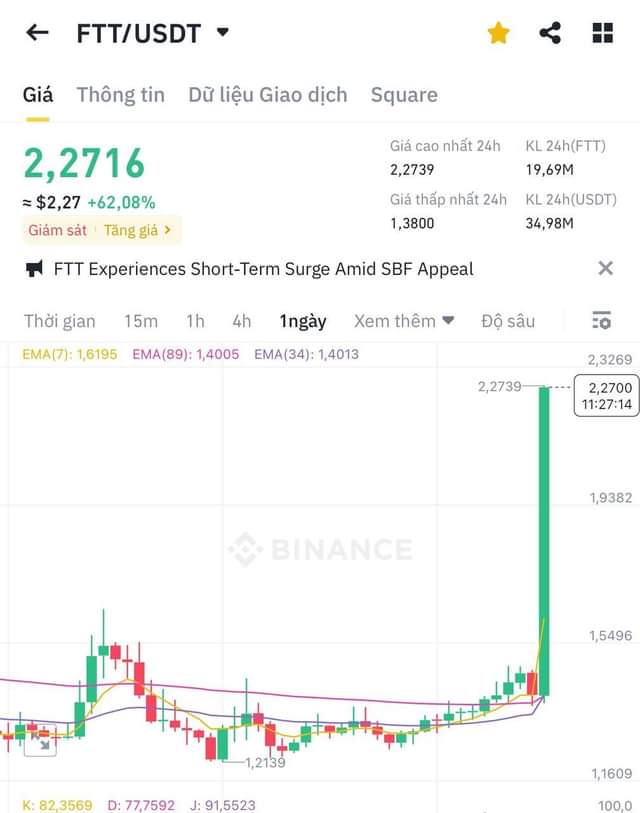 FTT/USDT
Giá Thông tin Dữ liệu Giao dịch Square
2,2716
≈ $2,27 +62,08%
Giám sát Tăng giá
Giá cao nhất 24h
2,2739
Giá thấp nhất 24h
1,3800
KL 24h(FTT)
19,69M
KL 24h(USDT)
34,98M
FTT Experiences Short-Term Surge Amid SBF Appeal
Thời gian 15m 1h 4h 1ngày Xem thêm Độ sâu
EMA(7): 1,6195 EMA(89): 1,4005 EMA(34): 1,4013
2,3269
2,2739
2,2700
11:27:14
1,9382
BINANCE
1,5496
1,2139
1,1609
K: 82,3569 D: 77,7592 J: 91,5523
100,0